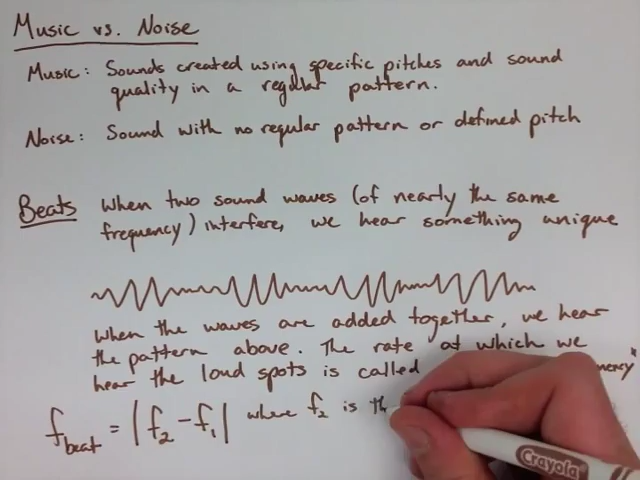 Music vs. Noise
Music: Sounds created using specific pitches and sound
quality in a regular pattern.
Noise: Sound with no regular pattern or defined pitch
Beats When two sound waves (of nearly the same
frequency) interfere, we hear something unique
When the waves are added together, we hear
the pattern above. The rate at which we
hear the loud spots is called
f_beat = |f₂ - f₁| where f₂ is th
Crayola